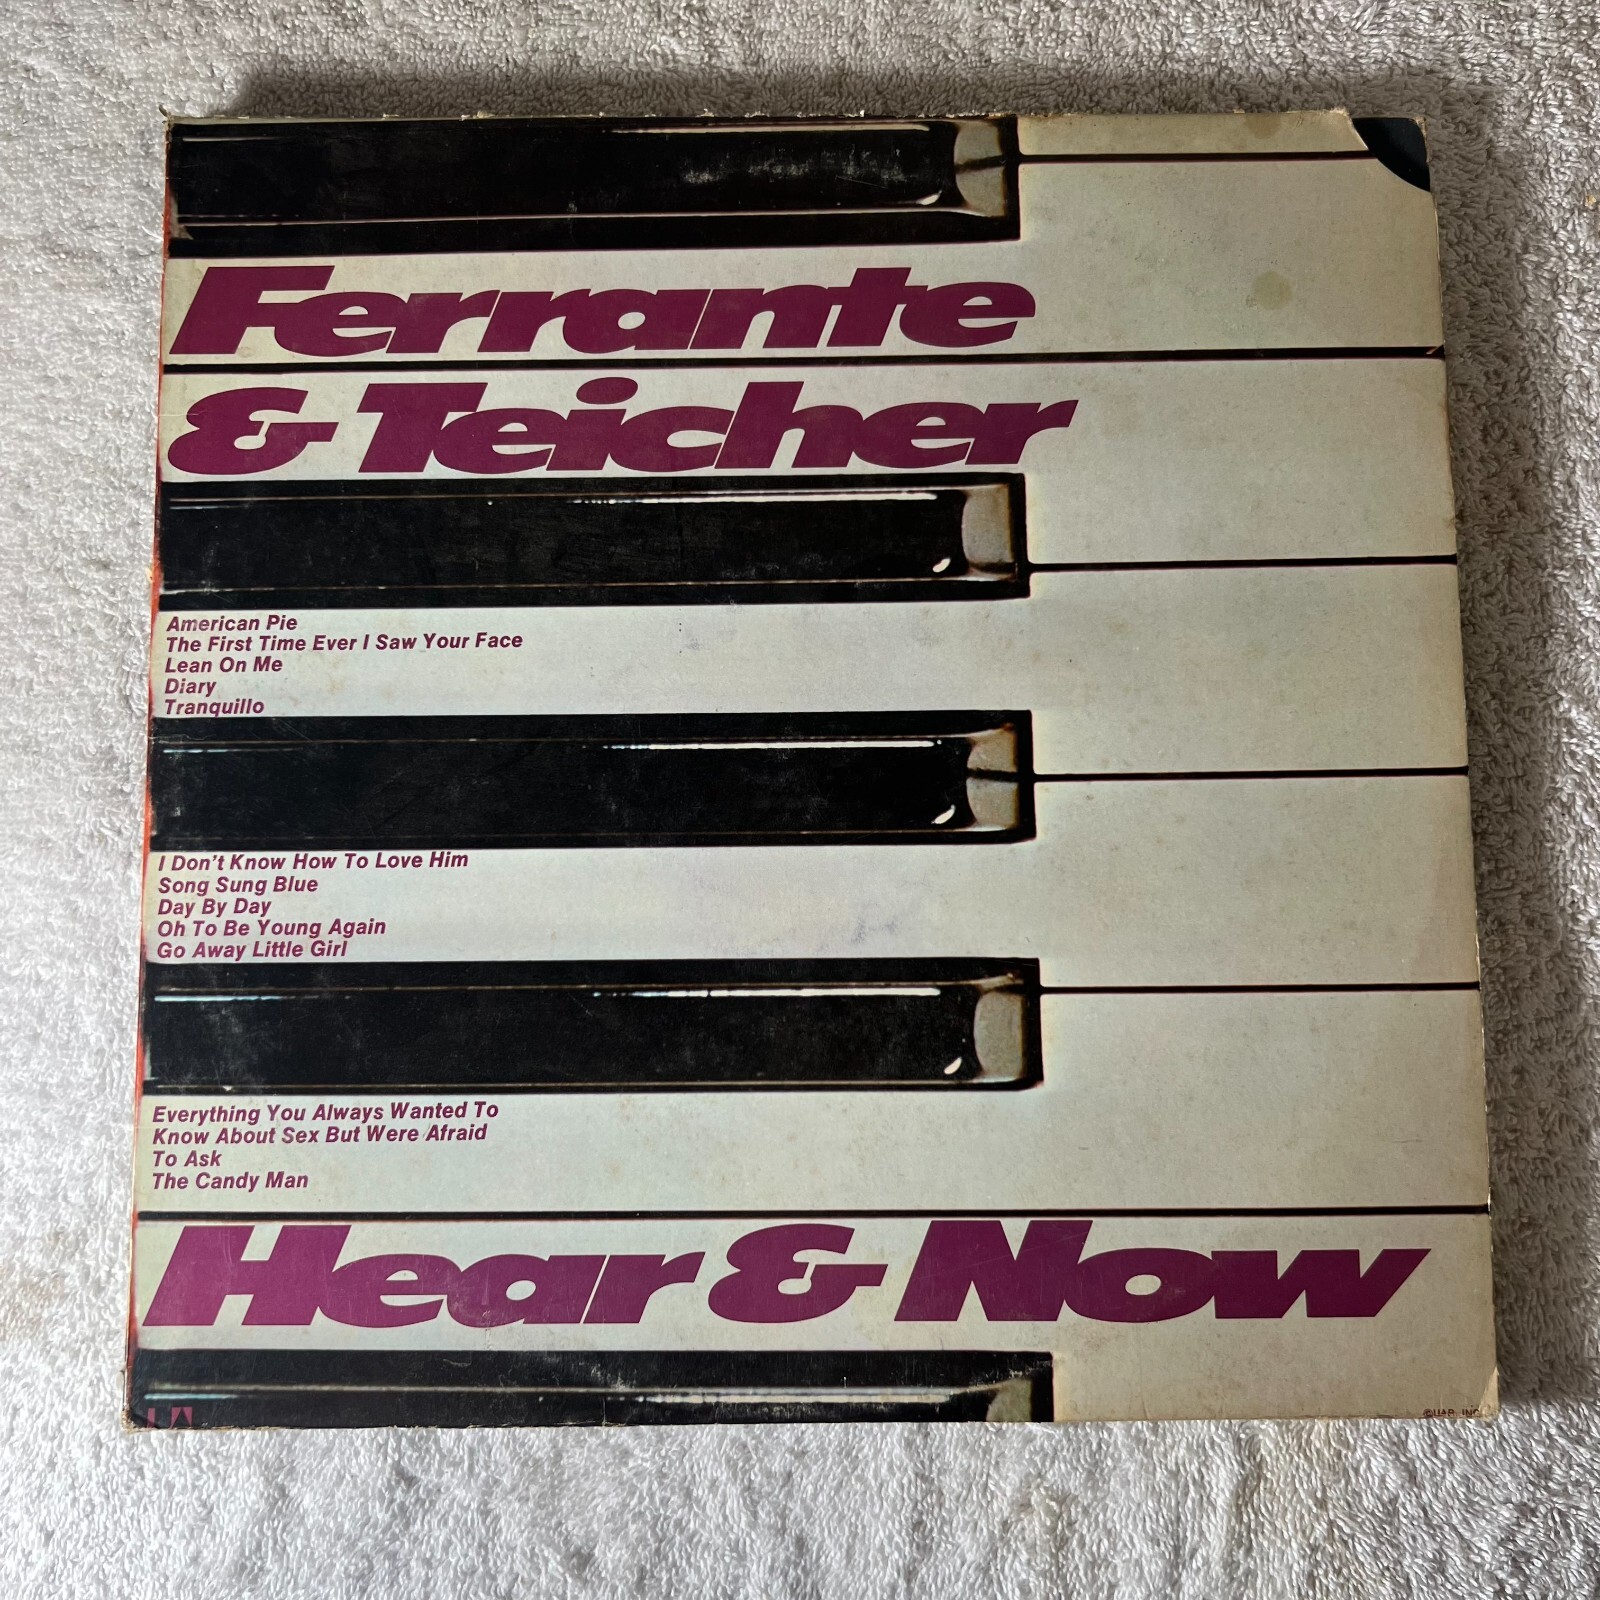 Ferrante
& Teicher
American Pie
The First Time Ever I Saw Your Face
Lean On Me
Diary
Tranquillo
I Don't Know How To Love Him
Song Sung Blue
Day By Day
Oh To Be Young Again
Go Away Little Girl
Everything You Always Wanted To
Know About Sex But Were Afraid
To Ask
The Candy Man
Hear & Now